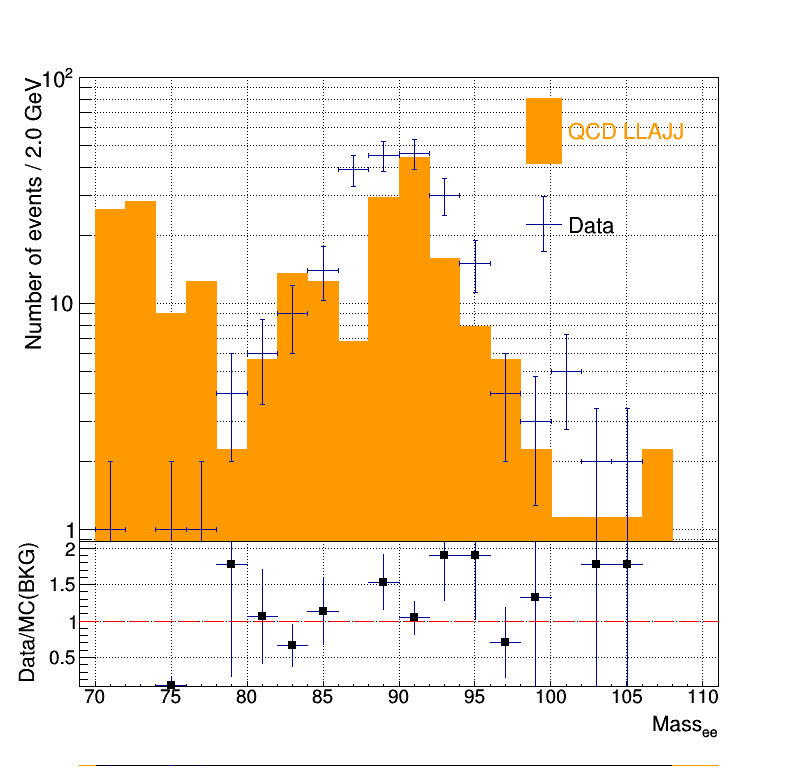 Number of events / 2.0 GeV
10²
10
1
QCD LLAJJ
Data
Data/MC(BKG)
2
1.5
1
0.5
70 75 80 85 90 95 100 105 110
Mass_ee